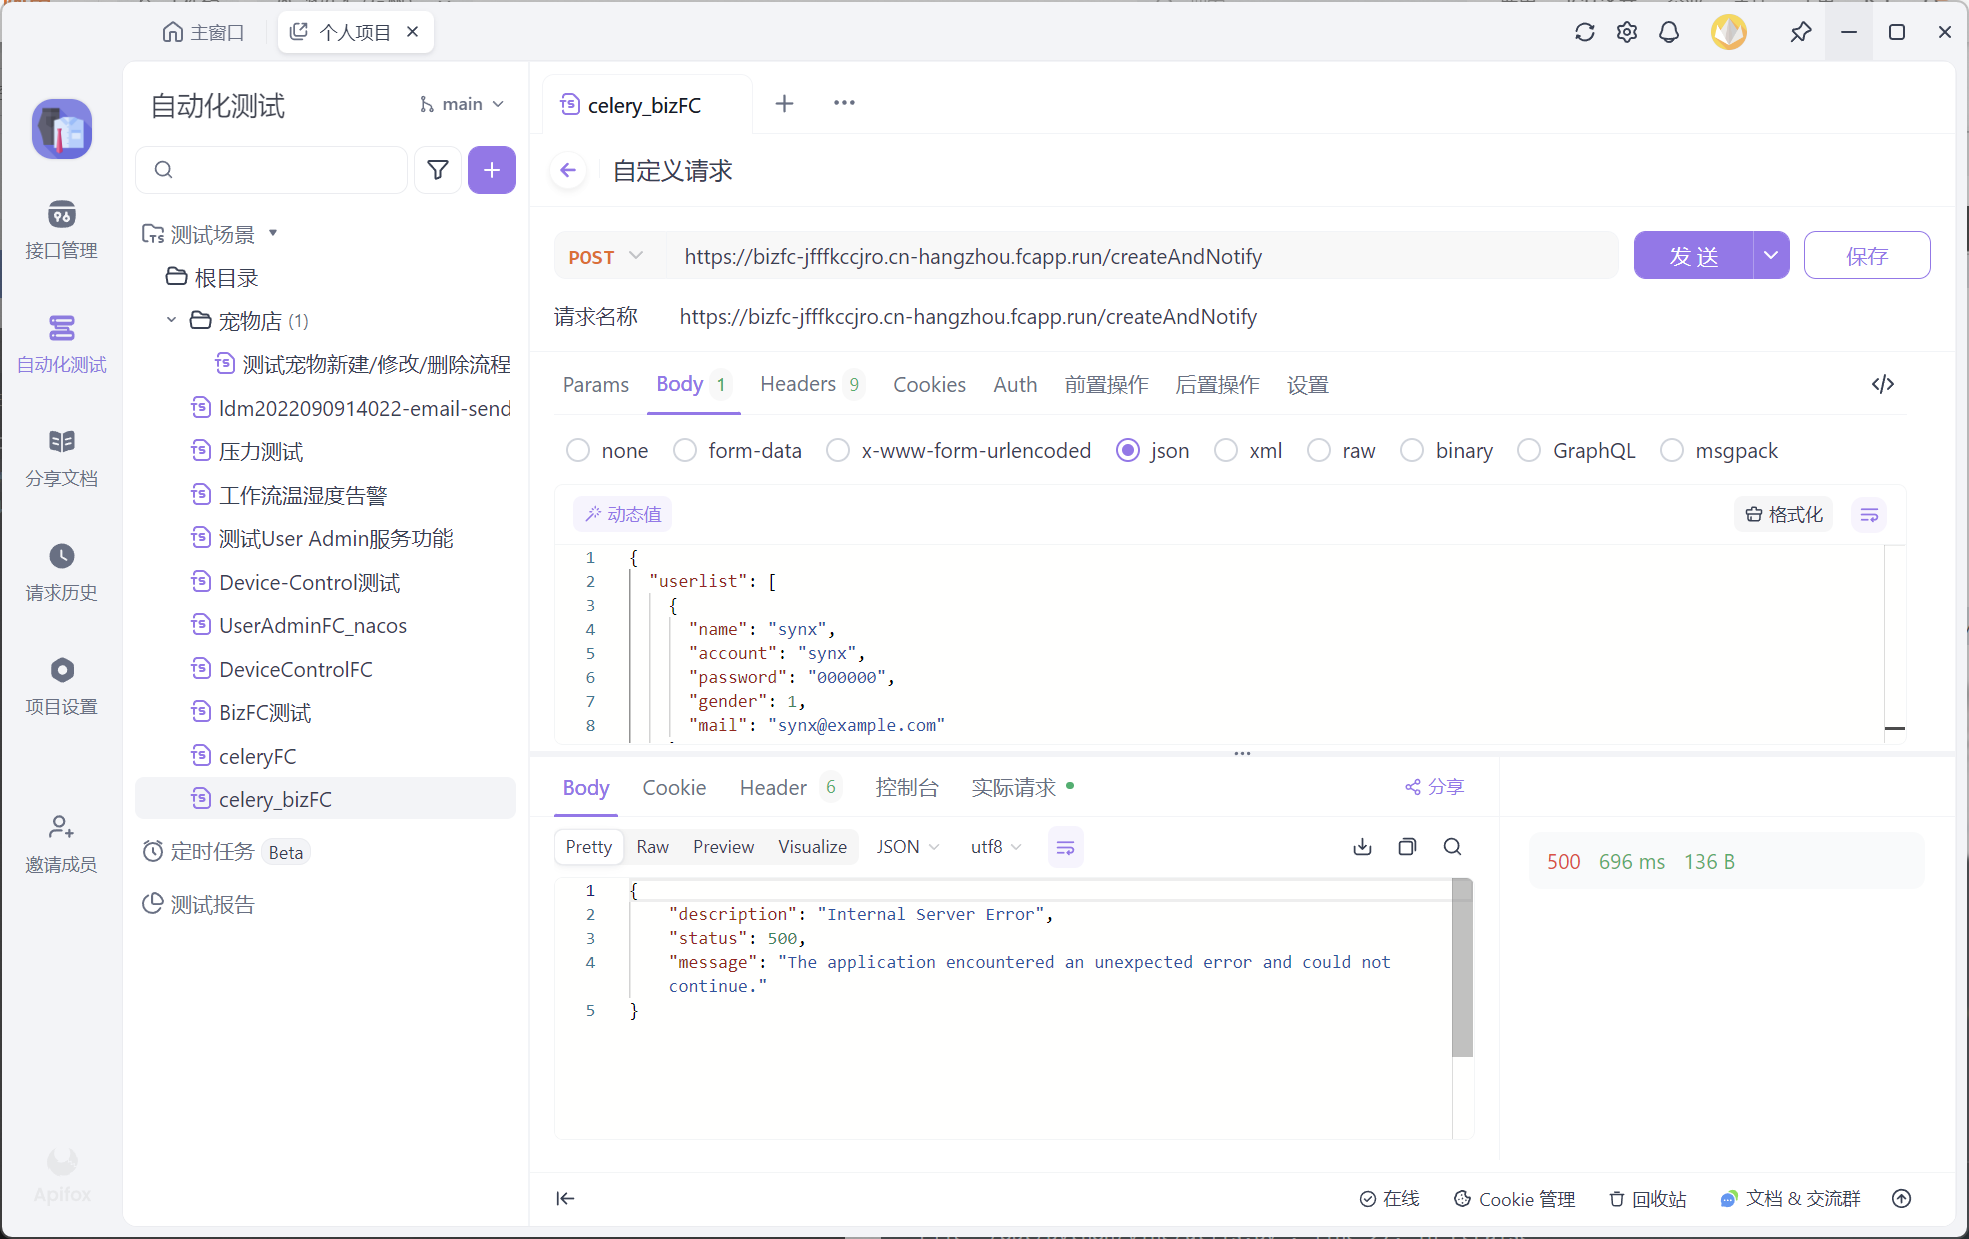 主窗口
个人项目
自动化测试
main
接口管理
自动化测试
分享文档
请求历史
项目设置
邀请成员
Apifox
测试场景
根目录
宠物店 (1)
测试宠物新建/修改/删除流程
ldm2022090914022-email-send
压力测试
工作流温湿度告警
测试User Admin服务功能
Device-Control测试
UserAdminFC_nacos
DeviceControlFC
BizFC测试
celeryFC
celery_bizFC
定时任务 Beta
测试报告
celery_bizFC
自定义请求
POST https://bizfc-jfffkccjro.cn-hangzhou.fcapp.run/createAndNotify
发送
保存
请求名称 https://bizfc-jfffkccjro.cn-hangzhou.fcapp.run/createAndNotify
Params Body 1 Headers 9 Cookies Auth 前置操作 后置操作 设置
none form-data x-www-form-urlencoded json xml raw binary GraphQL msgpack
动态值 格式化
1 {
2 "userlist": [
3 {
4 "name": "synx",
5 "account": "synx",
6 "password": "000000",
7 "gender": 1,
8 "mail": "synx@example.com"
Body Cookie Header 6 控制台 实际请求 分享
Pretty Raw Preview Visualize JSON utf8
500 696 ms 136 B
1 {
2 "description": "Internal Server Error",
3 "status": 500,
4 "message": "The application encountered an unexpected error and could not
continue."
5 }
在线 Cookie 管理 回收站 文档 & 交流群